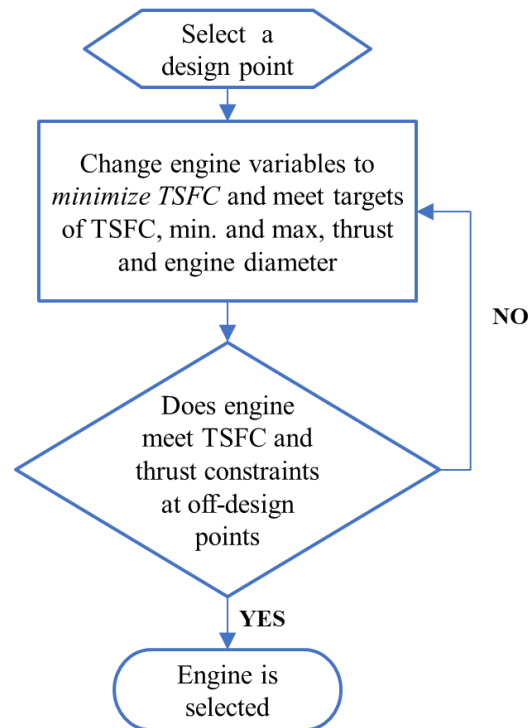 Select a
design point
Change engine variables to
minimize TSFC and meet targets
of TSFC, min. and max, thrust
and engine diameter
NO
Does engine
meet TSFC and
thrust constraints
at off-design
points
YES
Engine is
selected